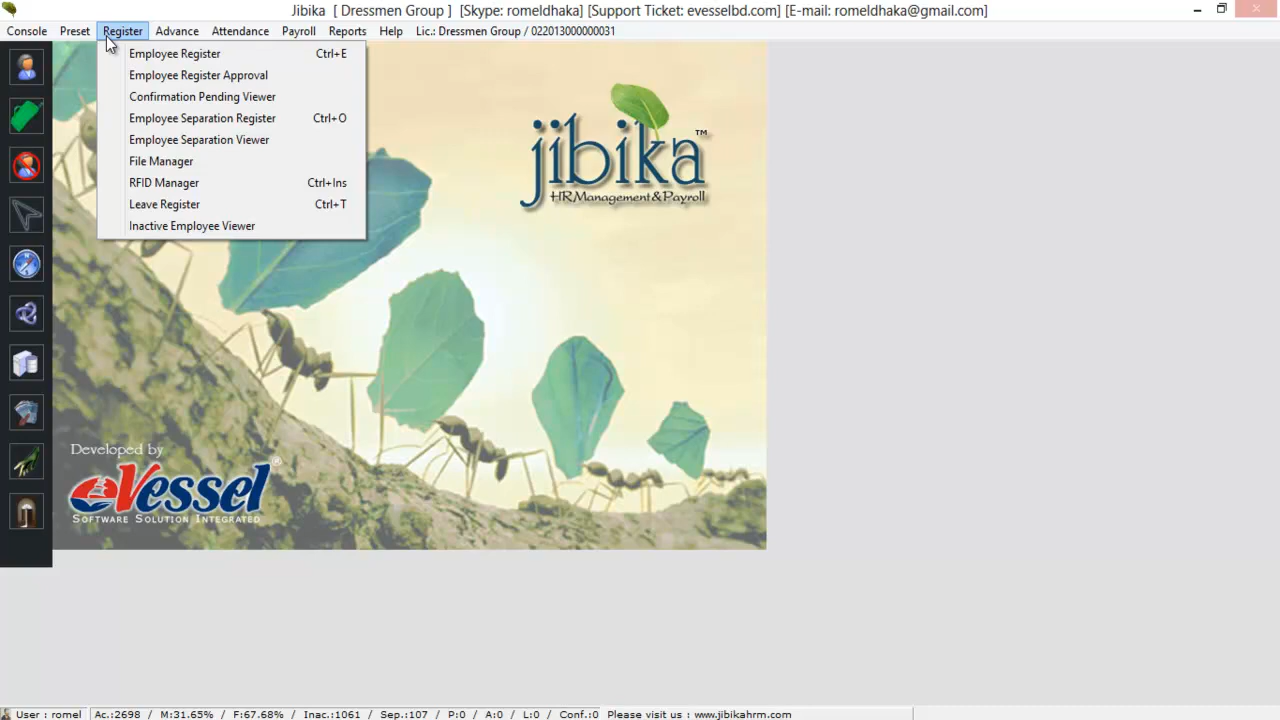 Jibika [ Dressmen Group ] [Skype: romeldhaka] [Support Ticket: evesselbd.com] [E-mail: romeldhaka@gmail.com]
Console Preset Register Advance Attendance Payroll Reports Help Lic.: Dressmen Group / 022013000000031
Employee Register Ctrl+E
Employee Register Approval
Confirmation Pending Viewer
Employee Separation Register Ctrl+O
Employee Separation Viewer
File Manager
RFID Manager Ctrl+Ins
Leave Register Ctrl+T
Inactive Employee Viewer
jibika ™
HRManagement&Payroll
Developed by
eVessel ®
Software Solution Integrated
User : romel Ac.:2698 / M:31.65% / F:67.68% / Inac.:1061 / Sep.:107 / P:0 / A:0 / L:0 / Conf.:0 Please visit us : www.jibikahrm.com